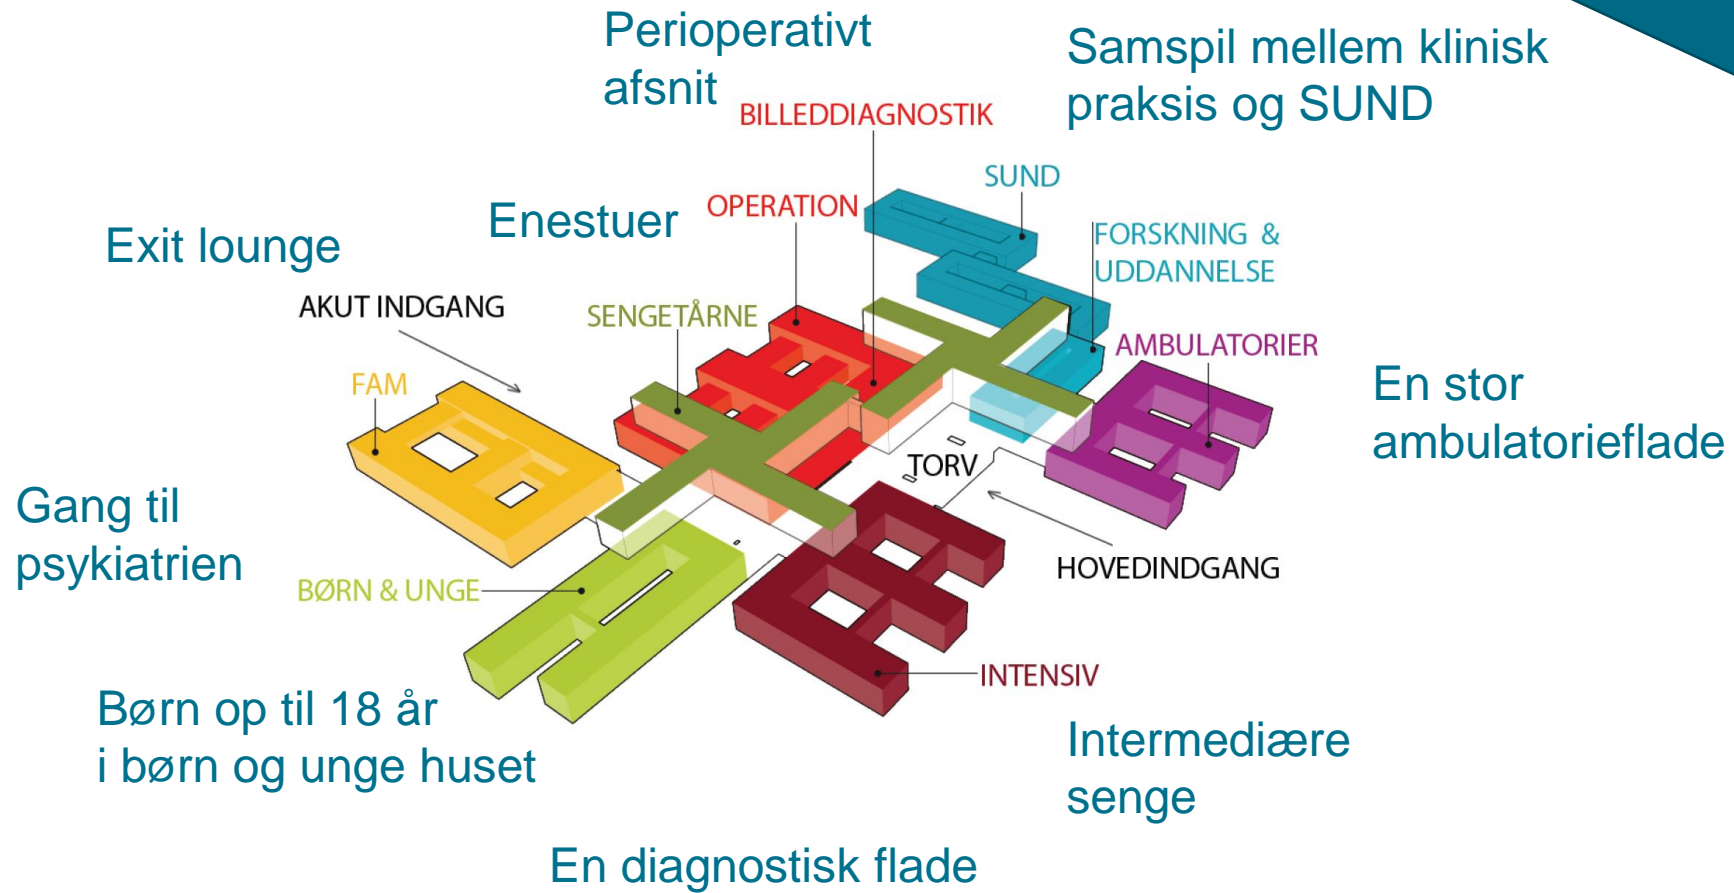 Perioperativt
afsnit
Samspil mellem klinisk
praksis og SUND
BILLEDDIAGNOSTIK
SUND
Enestuer
OPERATION
Exit lounge
FORSKNING &
UDDANNELSE
AKUT INDGANG
SENGETÅRNE
AMBULATORIER
FAM
En stor
ambulatorieflade
TORV
Gang til
psykiatrien
HOVEDINDGANG
BØRN & UNGE
INTENSIV
Børn op til 18 år
i børn og unge huset
Intermediære
senge
En diagnostisk flade